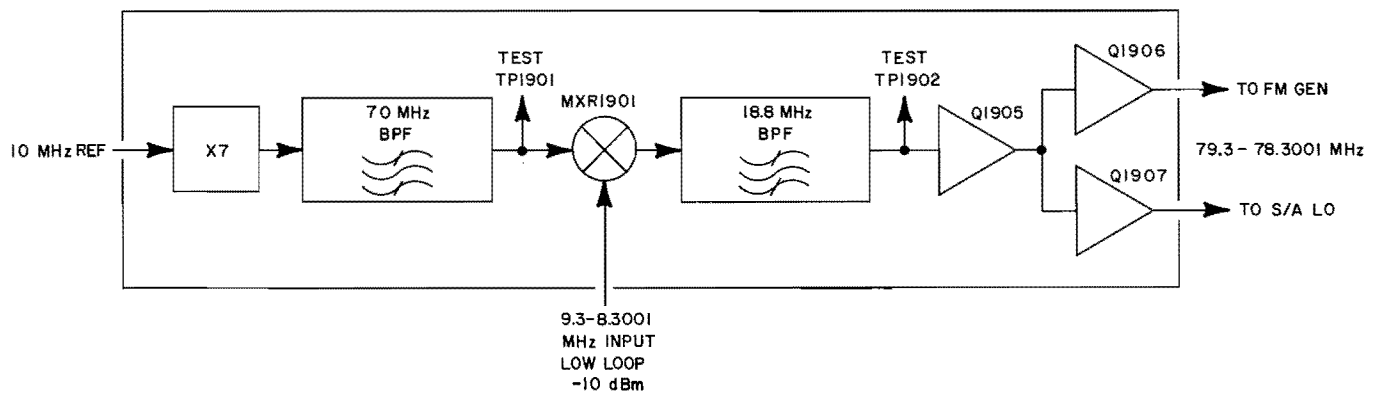 10 MHz REF
X7
70 MHz
BPF
TEST
TP1901
MXR1901
9.3-8.3001
MHz INPUT
LOW LOOP
-10 dBm
18.8 MHz
BPF
TEST
TP1902
Q1905
Q1906
TO FM GEN
79.3-78.3001 MHz
Q1907
TO S/A LO